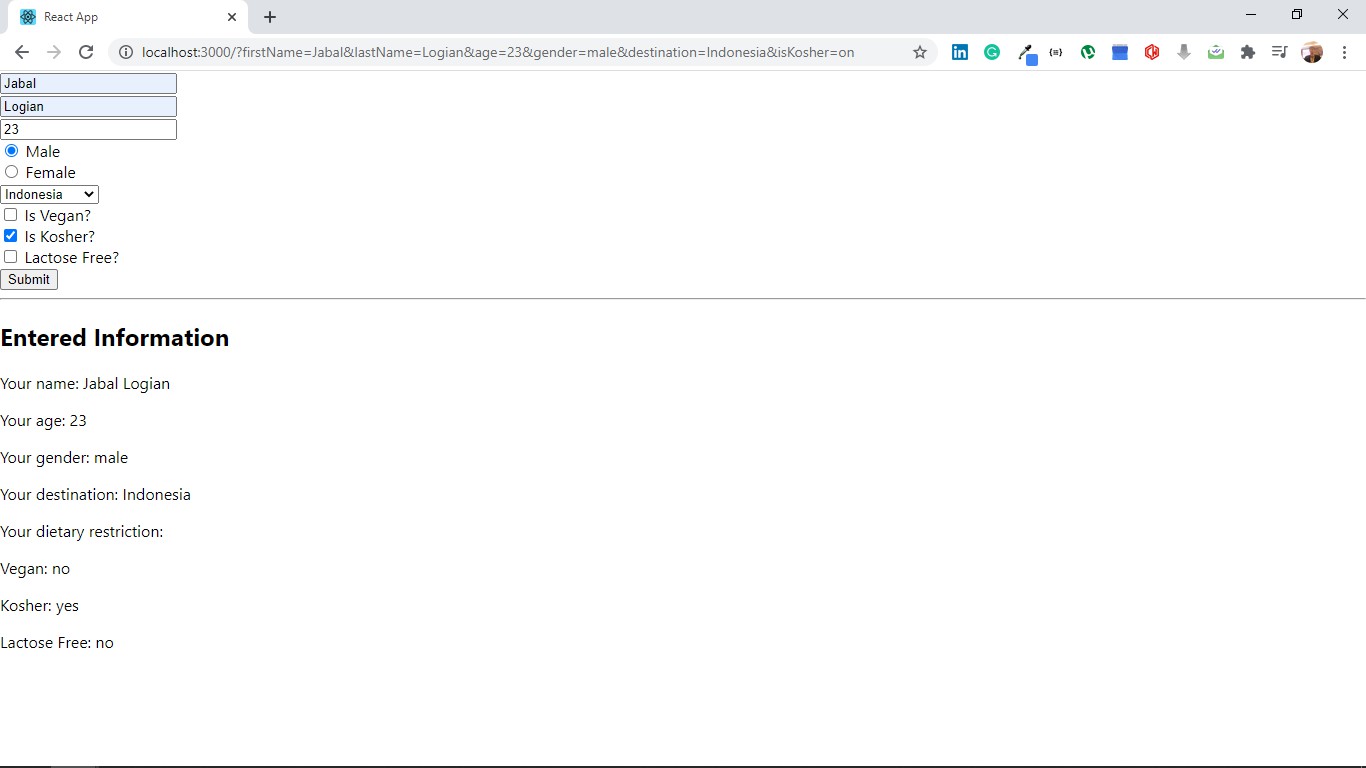 React App
localhost:3000/?firstName=Jabal&lastName=Logian&age=23&gender=male&destination=Indonesia&isKosher=on
Jabal
Logian
23
Male
Female
Indonesia
Is Vegan?
Is Kosher?
Lactose Free?
Submit
Entered Information
Your name: Jabal Logian
Your age: 23
Your gender: male
Your destination: Indonesia
Your dietary restriction:
Vegan: no
Kosher: yes
Lactose Free: no